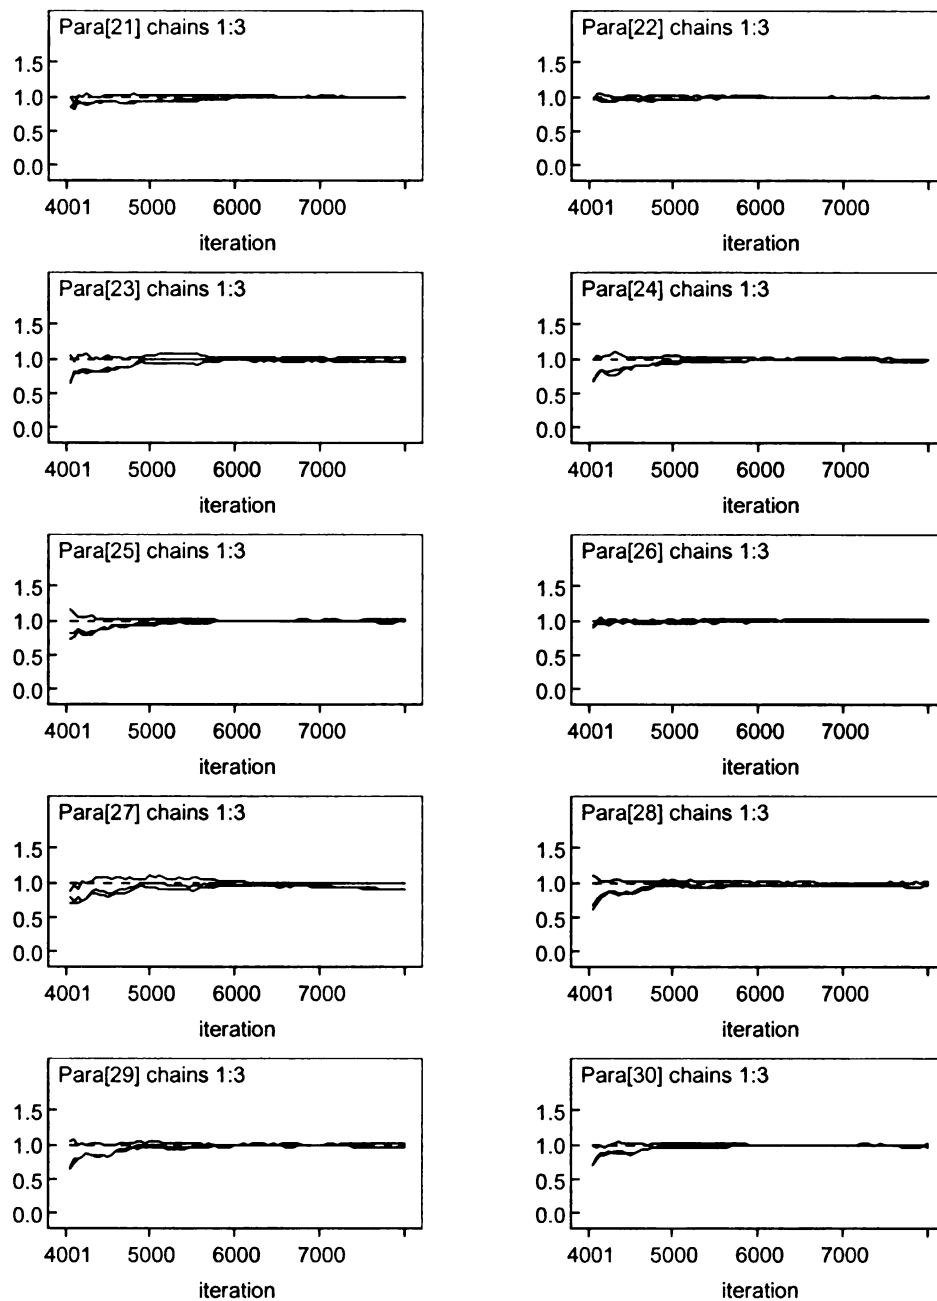 Para[21] chains 1:3
1.5
1.0
0.5
0.0
4001 5000 6000 7000
iteration
Para[22] chains 1:3
1.5
1.0
0.5
0.0
4001 5000 6000 7000
iteration
Para[23] chains 1:3
1.5
1.0
0.5
0.0
4001 5000 6000 7000
iteration
Para[24] chains 1:3
1.5
1.0
0.5
0.0
4001 5000 6000 7000
iteration
Para[25] chains 1:3
1.5
1.0
0.5
0.0
4001 5000 6000 7000
iteration
Para[26] chains 1:3
1.5
1.0
0.5
0.0
4001 5000 6000 7000
iteration
Para[27] chains 1:3
1.5
1.0
0.5
0.0
4001 5000 6000 7000
iteration
Para[28] chains 1:3
1.5
1.0
0.5
0.0
4001 5000 6000 7000
iteration
Para[29] chains 1:3
1.5
1.0
0.5
0.0
4001 5000 6000 7000
iteration
Para[30] chains 1:3
1.5
1.0
0.5
0.0
4001 5000 6000 7000
iteration